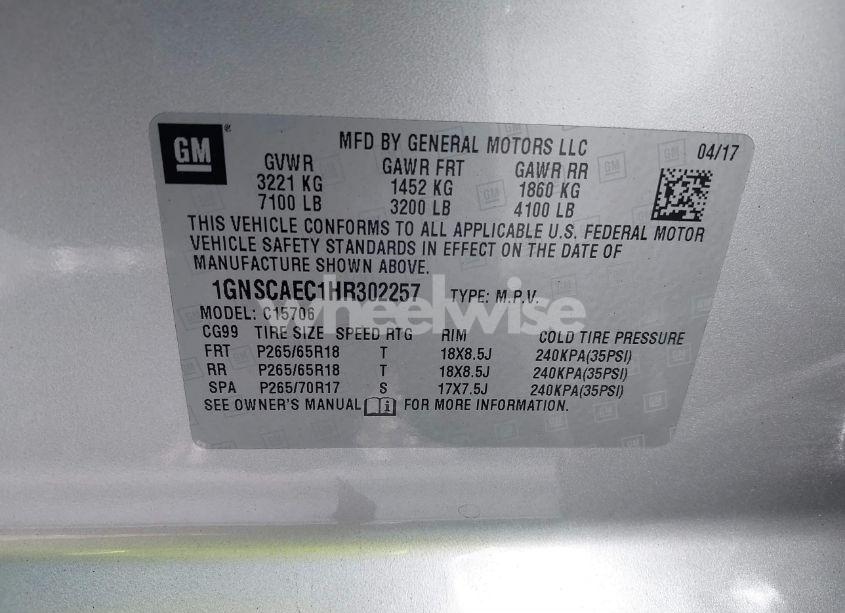 GM
MFD BY GENERAL MOTORS LLC
04/17
GVWR GAWR FRT GAWR RR
3221 KG 1452 KG 1860 KG
7100 LB 3200 LB 4100 LB
THIS VEHICLE CONFORMS TO ALL APPLICABLE U.S. FEDERAL MOTOR
VEHICLE SAFETY STANDARDS IN EFFECT ON THE DATE OF
MANUFACTURE SHOWN ABOVE.
1GNSCAEC1HR302257 TYPE: M.P.V.
wheelwise
MODEL: C15706
CG99 TIRE SIZE SPEED RTG RIM COLD TIRE PRESSURE
FRT P265/65R18 T 18X8.5J 240KPA(35PSI)
RR P265/65R18 T 18X8.5J 240KPA(35PSI)
SPA P265/70R17 S 17X7.5J 240KPA(35PSI)
SEE OWNER'S MANUAL FOR MORE INFORMATION.